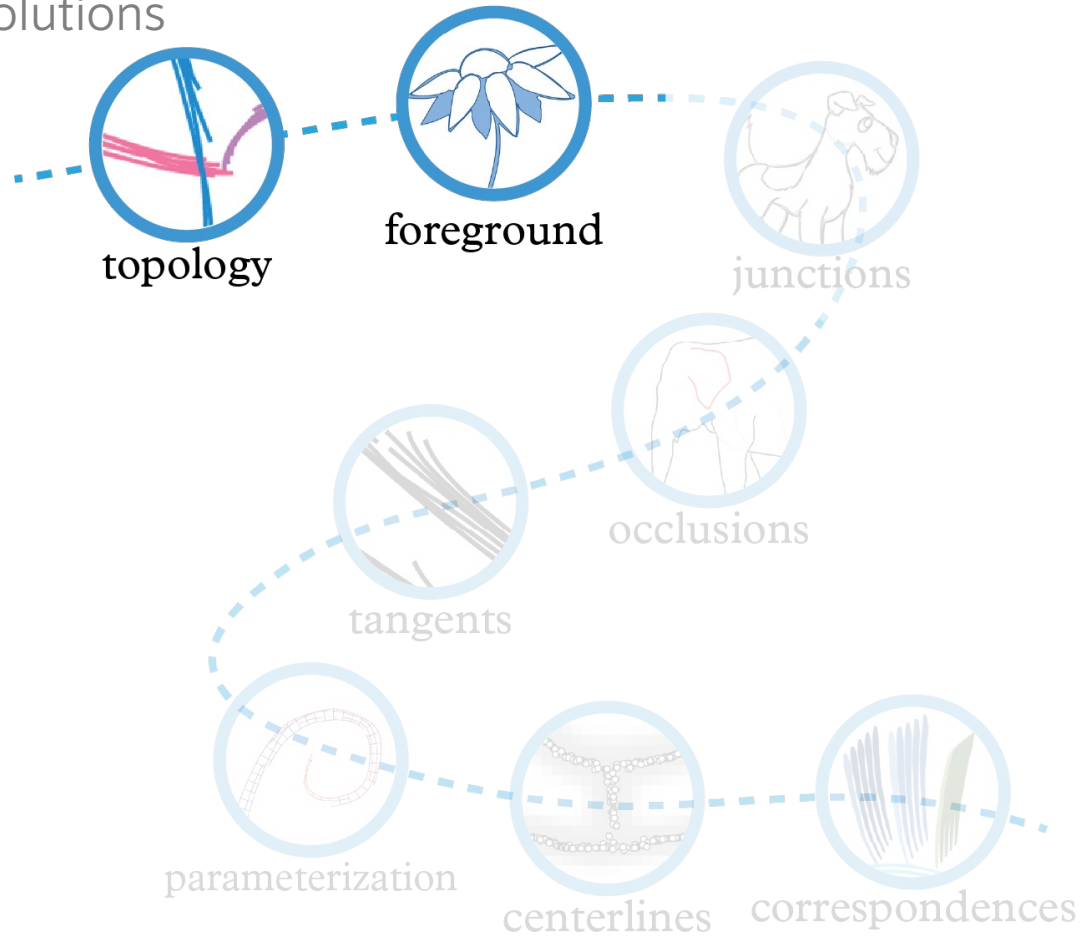 olutions
topology
foreground
junctions
occlusions
tangents
parameterization
centerlines
correspondences